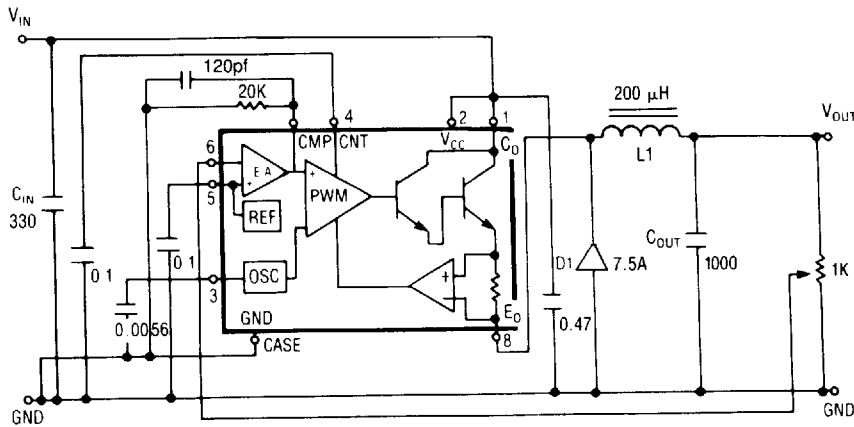 V_IN
120pf
20K
4
2
1
CMP
CNT
V_CC
C_O
200 μH
V_OUT
L1
6
5
EA
PWM
REF
C_IN
330
0 1
0 1
OSC
3
0.0056
GND
CASE
E_O
8
D1
7.5A
0.47
C_OUT
1000
1K
GND
GND